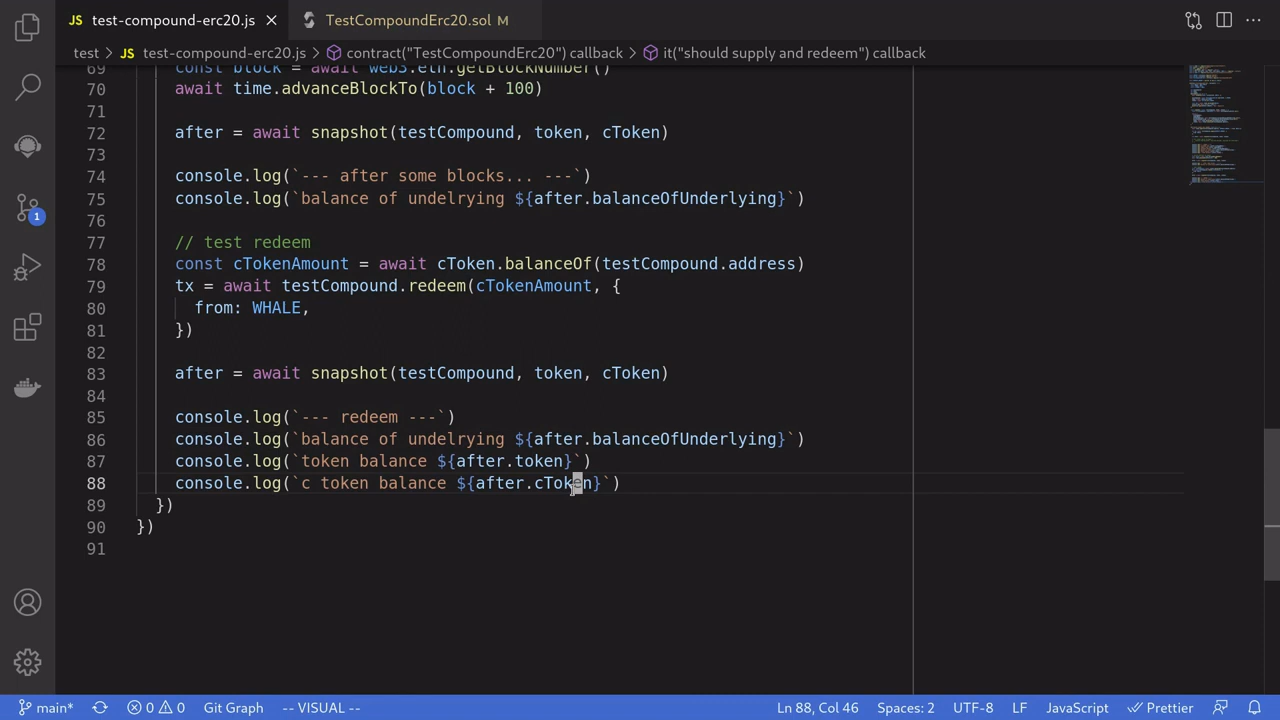 JS test-compound-erc20.js
TestCompoundErc20.sol M
test > JS test-compound-erc20.js > contract("TestCompoundErc20") callback > it("should supply and redeem") callback
69 const block = await web3.eth.getBlockNumber()
70 await time.advanceBlockTo(block + 100)
71
72 after = await snapshot(testCompound, token, cToken)
73
74 console.log(`--- after some blocks... ---`)
75 console.log(`balance of undelrying ${after.balanceOfUnderlying}`)
76
77 // test redeem
78 const cTokenAmount = await cToken.balanceOf(testCompound.address)
79 tx = await testCompound.redeem(cTokenAmount, {
80 from: WHALE,
81 })
82
83 after = await snapshot(testCompound, token, cToken)
84
85 console.log(`--- redeem ---`)
86 console.log(`balance of undelrying ${after.balanceOfUnderlying}`)
87 console.log(`token balance ${after.token}`)
88 console.log(`c token balance ${after.cToken}`)
89 })
90 })
91
1
main* 0 0 Git Graph -- VISUAL -- Ln 88, Col 46 Spaces: 2 UTF-8 LF JavaScript Prettier